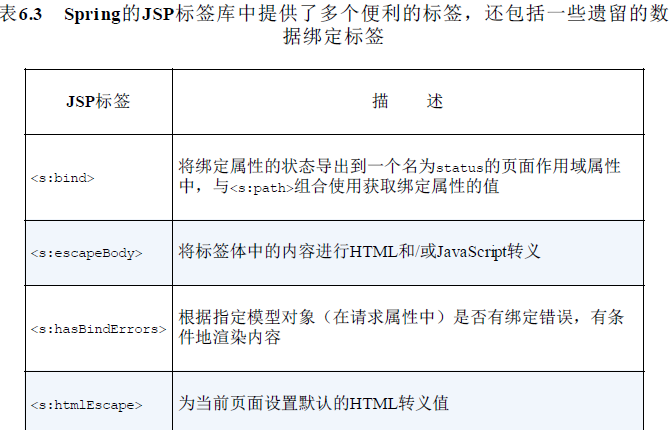 表6.3 Spring的JSP标签库中提供了多个便利的标签，还包括一些遗留的数
据绑定标签
JSP标签 描 述
<s:bind> 将绑定属性的状态导出到一个名为status的页面作用域属性
中，与<s:path>组合使用获取绑定属性的值
<s:escapeBody> 将标签体中的内容进行HTML和/或JavaScript转义
<s:hasBindErrors> 根据指定模型对象（在请求属性中）是否有绑定错误，有条
件地渲染内容
<s:htmlEscape> 为当前页面设置默认的HTML转义值